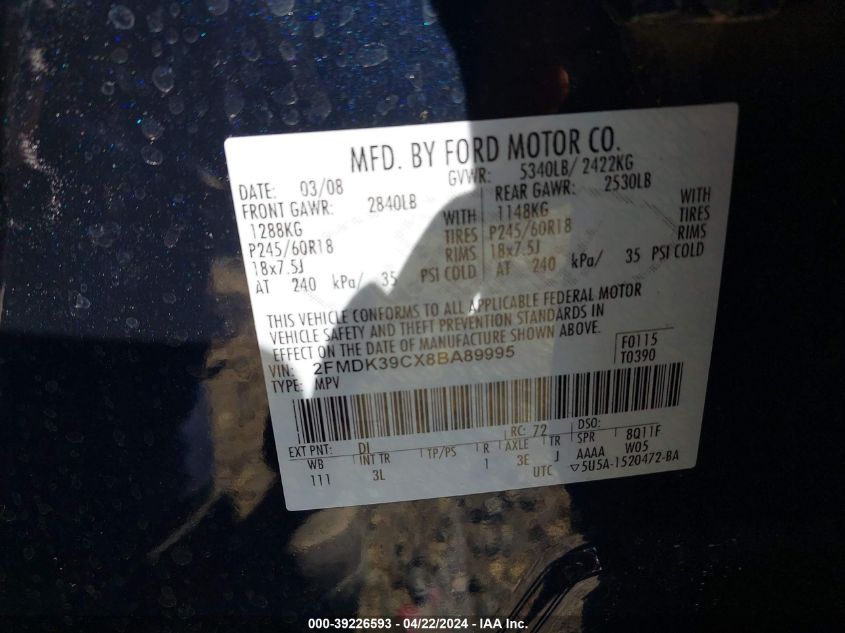 MFD. BY FORD MOTOR CO.
DATE: 03/08 GVWR: 5340LB/ 2422KG
FRONT GAWR: 2840LB REAR GAWR: 2530LB
1288KG WITH 1148KG WITH
P245/60R18 TIRES P245/60R18 TIRES
18x7.5J RIMS 18x7.5J RIMS
AT 240 kPa/ 35 PSI COLD AT 240 kPa/ 35 PSI COLD
THIS VEHICLE CONFORMS TO ALL APPLICABLE FEDERAL MOTOR
VEHICLE SAFETY AND THEFT PREVENTION STANDARDS IN
EFFECT ON THE DATE OF MANUFACTURE SHOWN ABOVE.
VIN: 2FMDK39CX8BA89995 F0115
TYPE: MPV T0390
EXT PNT: DI RC: 72 DSO:
WB INT TR TP/PS R AXLE TR SPR 8Q11F
111 3L 1 3E J AAAA W05
UTC ▽5U5A-1520472-BA
000-39226593 - 04/22/2024 - IAA Inc.